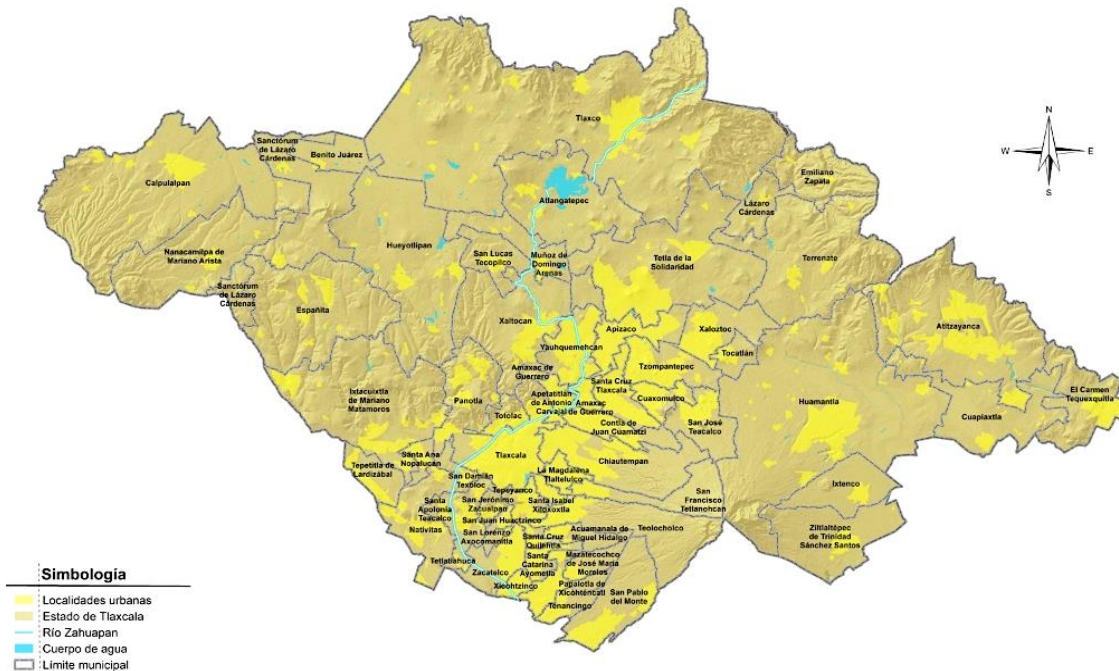 N
W
E
S
Tlaxco
Sanctórum
de Lázaro
Cárdenas
Benito Juárez
Calpulalpan
Emiliano
Zapata
Lázaro
Cárdenas
Atlangatepec
Nanacamilpa de
Mariano Arista
Hueyotlipan
San Lucas
Tecopilco
Muñoz de
Domingo
Arenas
Tetla de la
Solidaridad
Terrenate
Sanctórum
de Lázaro
Cárdenas
Españita
Xaltocan
Apizaco
Xaloztoc
Atltzayanca
Yauhquemehcan
Tocatlán
Tzompantepec
Amaxac de
Guerrero
Santa Cruz
Tlaxcala
El Carmen
Tequexquitla
Ixtacuixtla
de Mariano
Matamoros
Panotla
Apetatitlán
de Antonio
Carvajal
Amaxac
de Guerrero
Cuaxomulco
Huamantla
Cuapiaxtla
Totolac
Contla de
Juan Cuamatzi
San José
Teacalco
Santa Ana
Nopalucan
Tlaxcala
Chiautempan
Tepetitla de
Lardizábal
La Magdalena
Tlaltelulco
San Damián
Texóloc
Tepeyanco
Ixtenco
Santa
Apolonia
Teacalco
San Jerónimo
Zacualpan
Santa Isabel
Xiloxoxtla
San
Francisco
Tetlanohcan
San Juan Huactzinco
Nativitas
San Lorenzo
Axocomanitla
Santa Cruz
Quilehtla
Acuamanala de
Miguel Hidalgo
Teolocholco
Ziltlaltépec
de Trinidad
Sánchez Santos
Tetlatlahuca
Santa
Catarina
Ayometla
Mazatecochco
de José María
Morelos
Zacatelco
Xicohtzinco
Papalotla de
Xicohténcatl
San Pablo
del Monte
Tenancingo
Simbología
Localidades urbanas
Estado de Tlaxcala
Río Zahuapan
Cuerpo de agua
Límite municipal